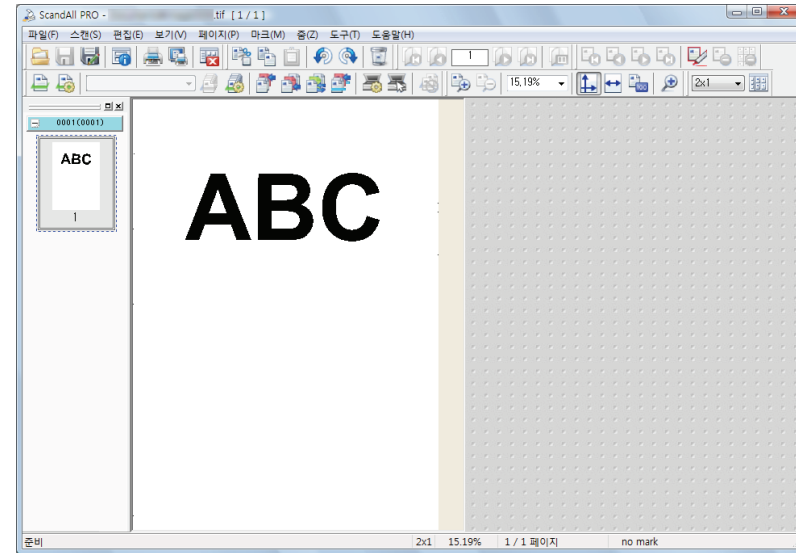 ScandAll PRO - .tif [1/1]
파일(F) 스캔(S) 편집(E) 보기(V) 페이지(P) 마크(M) 줌(Z) 도구(T) 도움말(H)
1
15,19% 2x1
0001(0001)
ABC
1
ABC
준비 2x1 15.19% 1 / 1 페이지 no mark